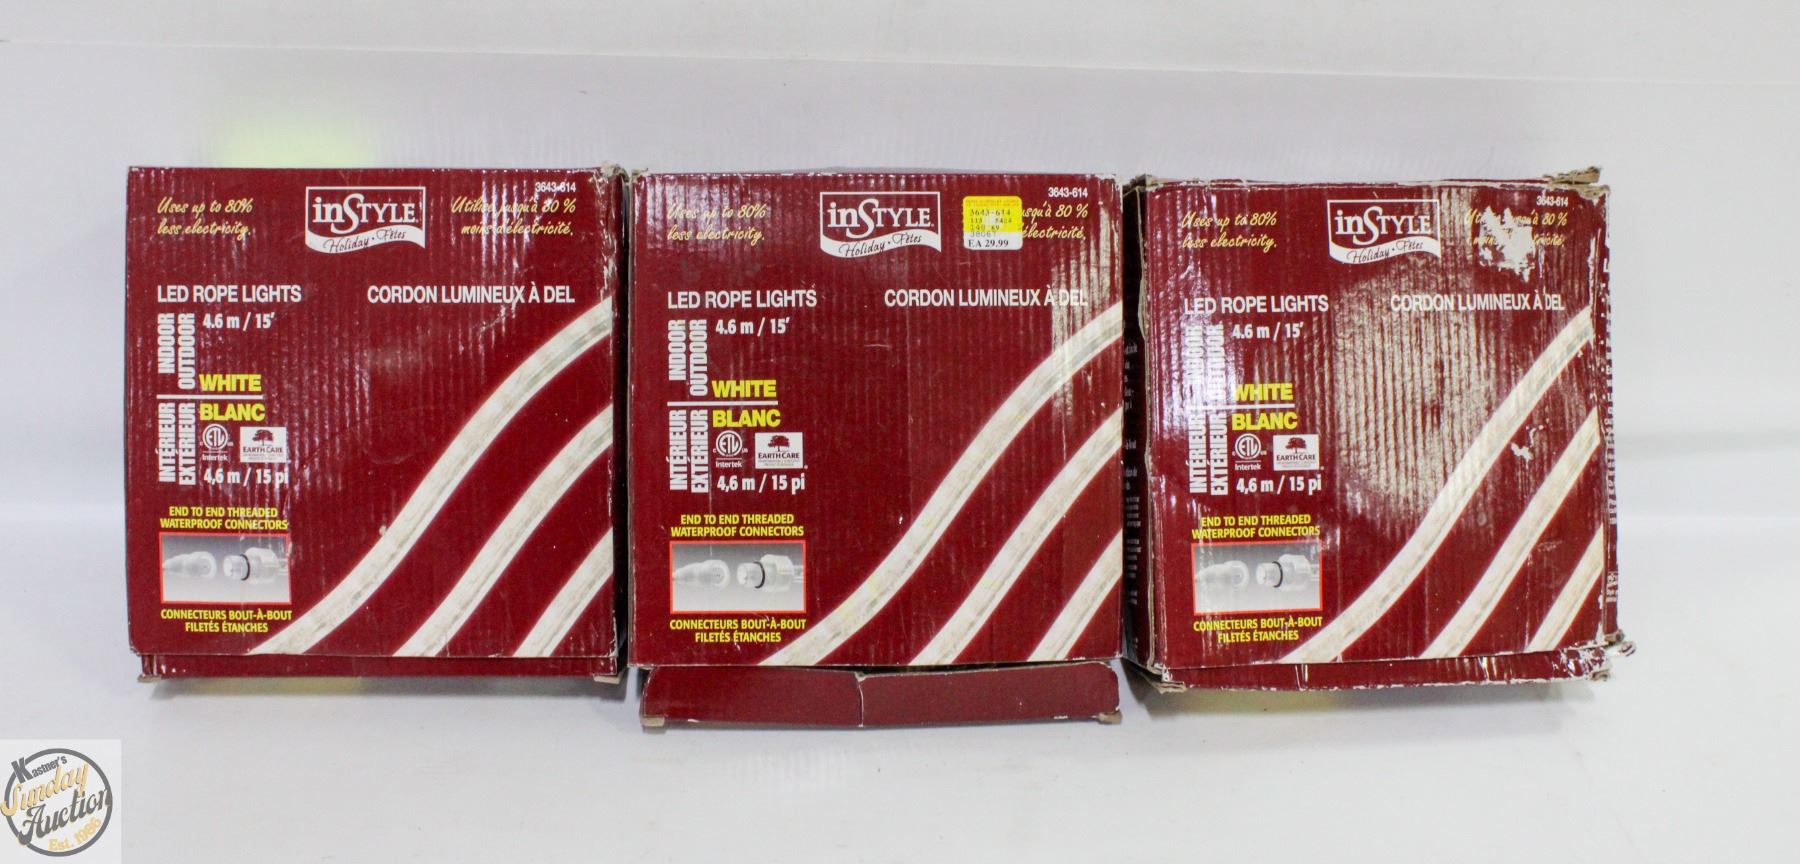 3643-614
Uses up to 80%
less electricity.
inSTYLE
Holiday • Fêtes
Utilise jusqu'à 80 %
moins d'électricité.
LED ROPE LIGHTS
CORDON LUMINEUX À DEL
INDOOR
OUTDOOR
4.6 m / 15'
WHITE
BLANC
INTÉRIEUR
EXTÉRIEUR
Intertek
EARTH CARE
4,6 m / 15 pi
END TO END THREADED
WATERPROOF CONNECTORS
CONNECTEURS BOUT-À-BOUT
FILETÉS ÉTANCHES
3643-614
Uses up to 80%
less electricity.
inSTYLE
Holiday • Fêtes
3643-614
38067
EA 29.99
jusqu'à 80 %
électricité.
LED ROPE LIGHTS
CORDON LUMINEUX À DEL
INDOOR
OUTDOOR
4.6 m / 15'
WHITE
BLANC
INTÉRIEUR
EXTÉRIEUR
Intertek
EARTH CARE
4,6 m / 15 pi
END TO END THREADED
WATERPROOF CONNECTORS
CONNECTEURS BOUT-À-BOUT
FILETÉS ÉTANCHES
3643-614
Uses up to 80%
less electricity.
inSTYLE
Holiday • Fêtes
80 %
LED ROPE LIGHTS
CORDON LUMINEUX À DEL
INDOOR
OUTDOOR
4.6 m / 15'
WHITE
BLANC
INTÉRIEUR
EXTÉRIEUR
Intertek
EARTH CARE
4,6 m / 15 pi
END TO END THREADED
WATERPROOF CONNECTORS
CONNECTEURS BOUT-À-BOUT
FILETÉS ÉTANCHES
Kastner's
Sunday
Auction
Est. 1996